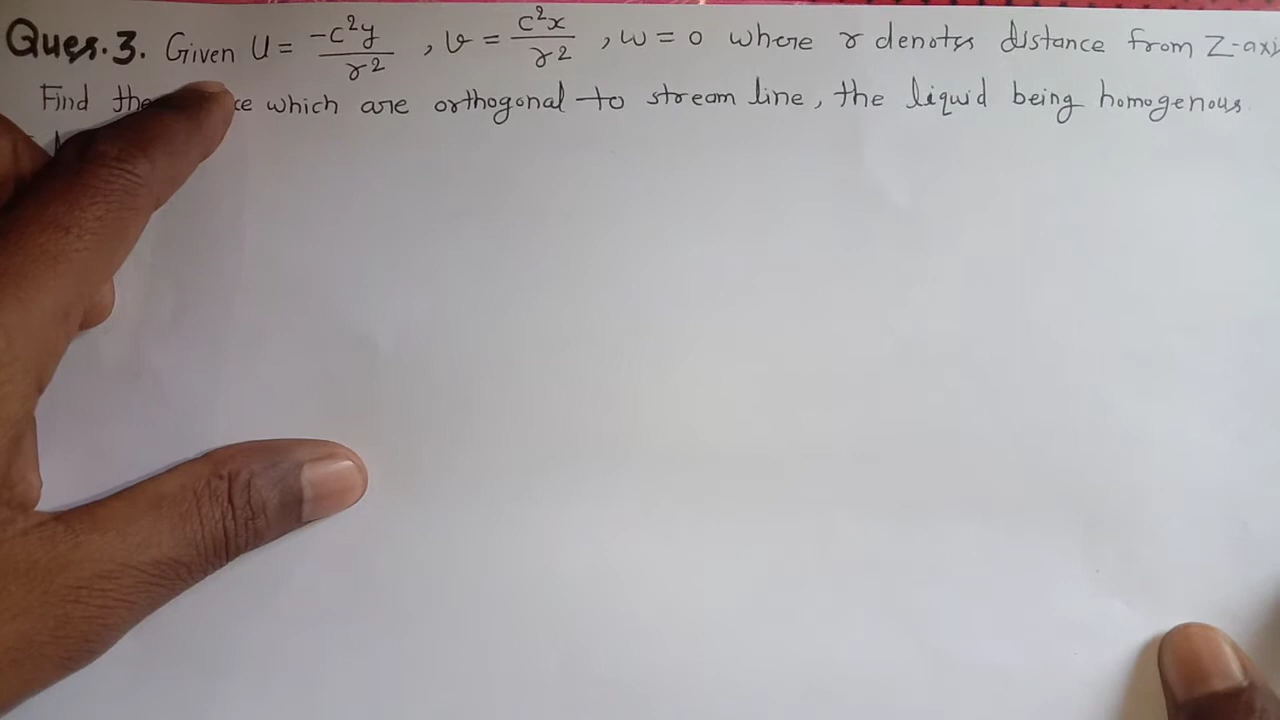 Ques.3. Given U = -c²y/r² , v = c²x/r² , w = 0 where r denotes distance from Z-axi
Find the which are orthogonal to stream line, the liquid being homogenous.